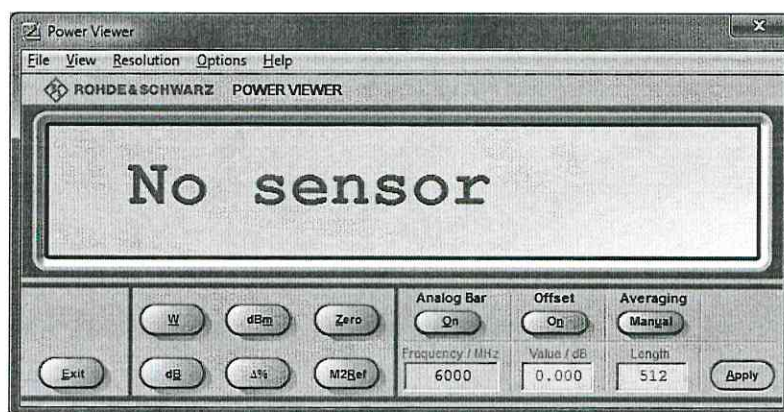 Power Viewer
File View Resolution Options Help
ROHDE & SCHWARZ POWER VIEWER
No sensor
Analog Bar Offset Averaging
W dBm Zero On On Manual
Frequency / MHz Value / dB Length
Exit dB Δ% M2Ref 6000 0.000 512 Apply